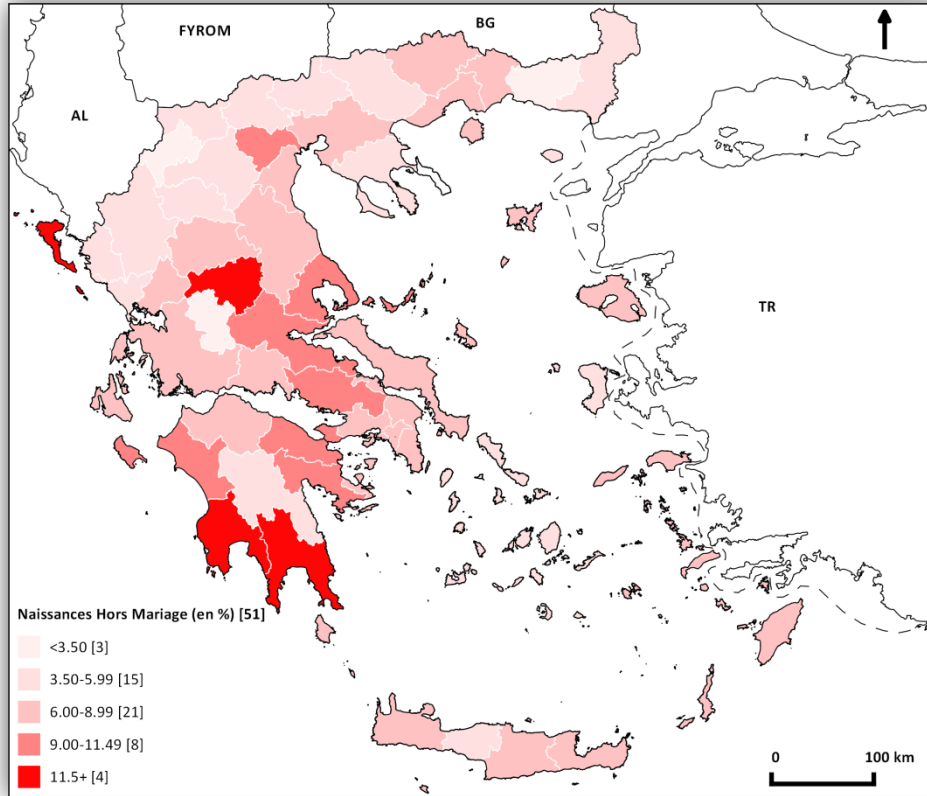 FYROM
BG
AL
TR
Naissances Hors Mariage (en %) [51]
<3.50 [3]
3.50-5.99 [15]
6.00-8.99 [21]
9.00-11.49 [8]
11.5+ [4]
0 100 km